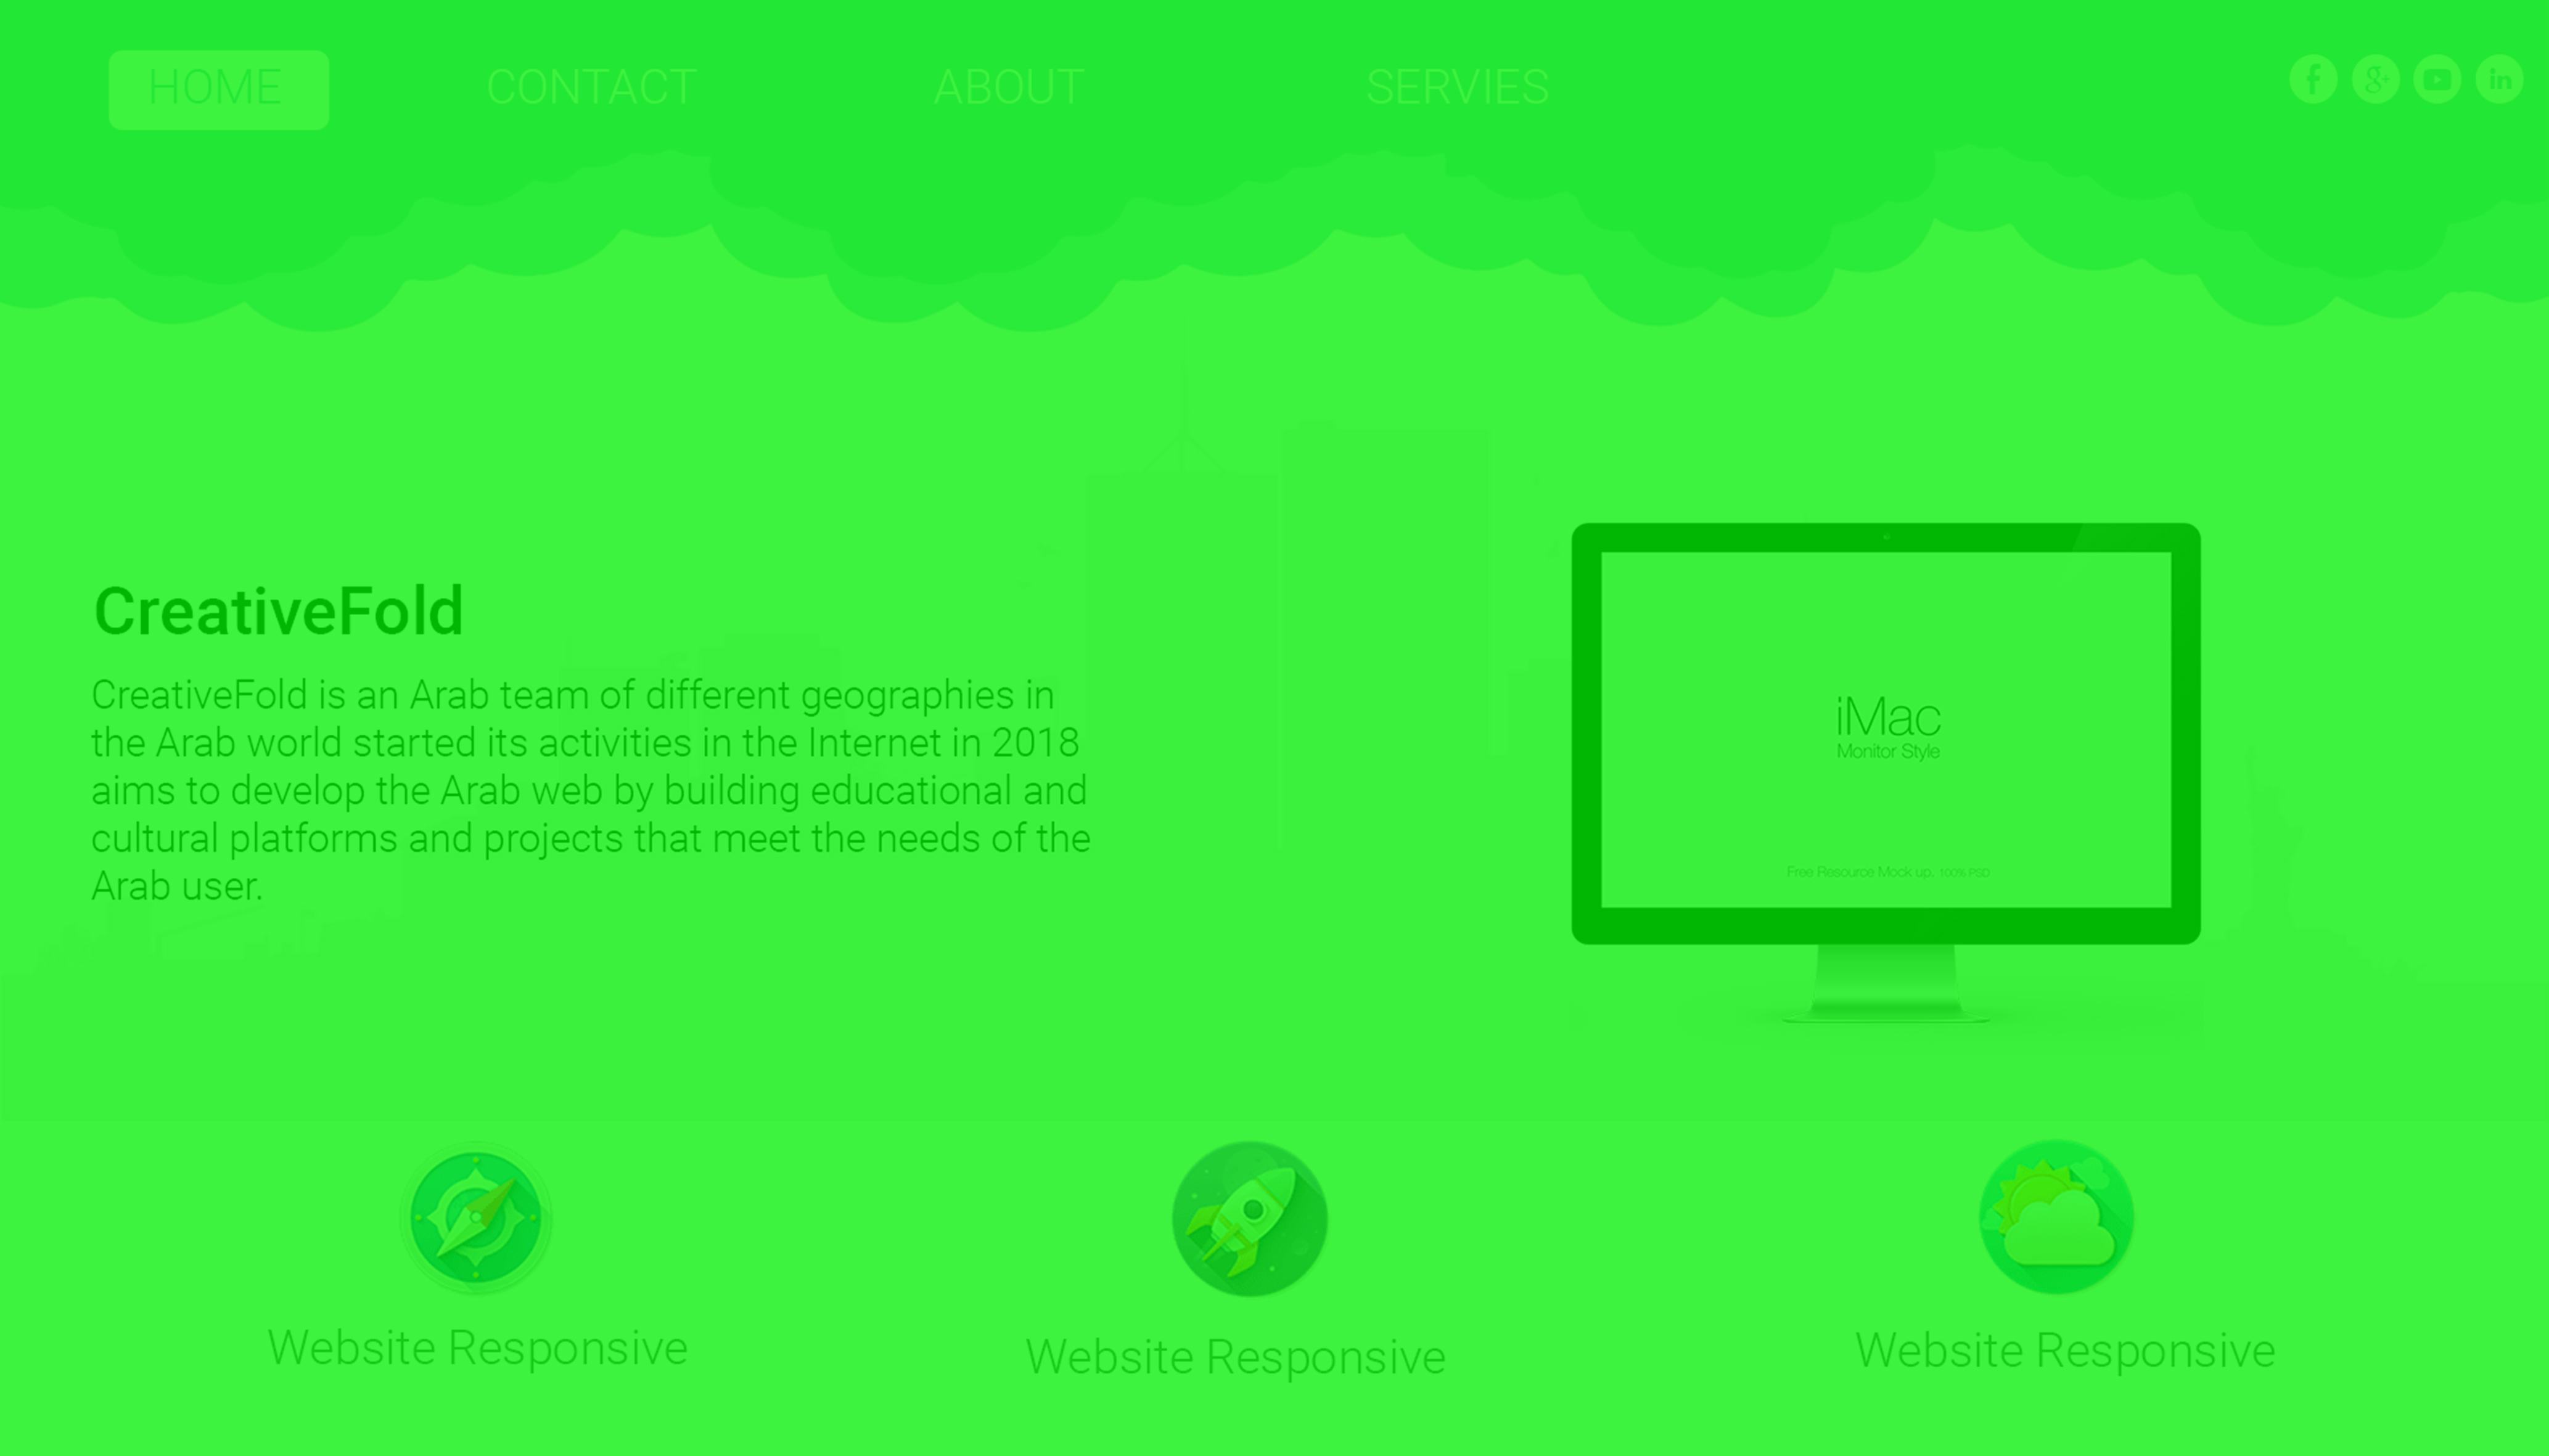 HOME CONTACT ABOUT SERVIES
CreativeFold
CreativeFold is an Arab team of different geographies in
the Arab world started its activities in the Internet in 2018
aims to develop the Arab web by building educational and
cultural platforms and projects that meet the needs of the
Arab user.
iMac
Monitor Style
Free Resource Mock up. 100% PSD
Website Responsive
Website Responsive
Website Responsive